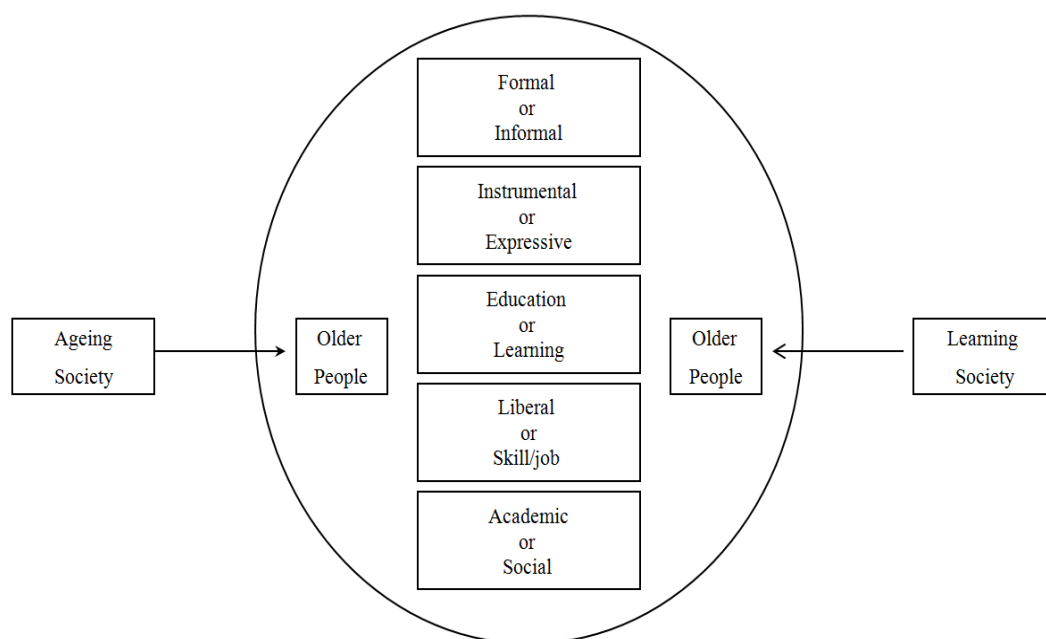 Formal
or
Informal
Instrumental
or
Expressive
Education
or
Learning
Ageing
Society
Older
People
Older
People
Learning
Society
Liberal
or
Skill/job
Academic
or
Social